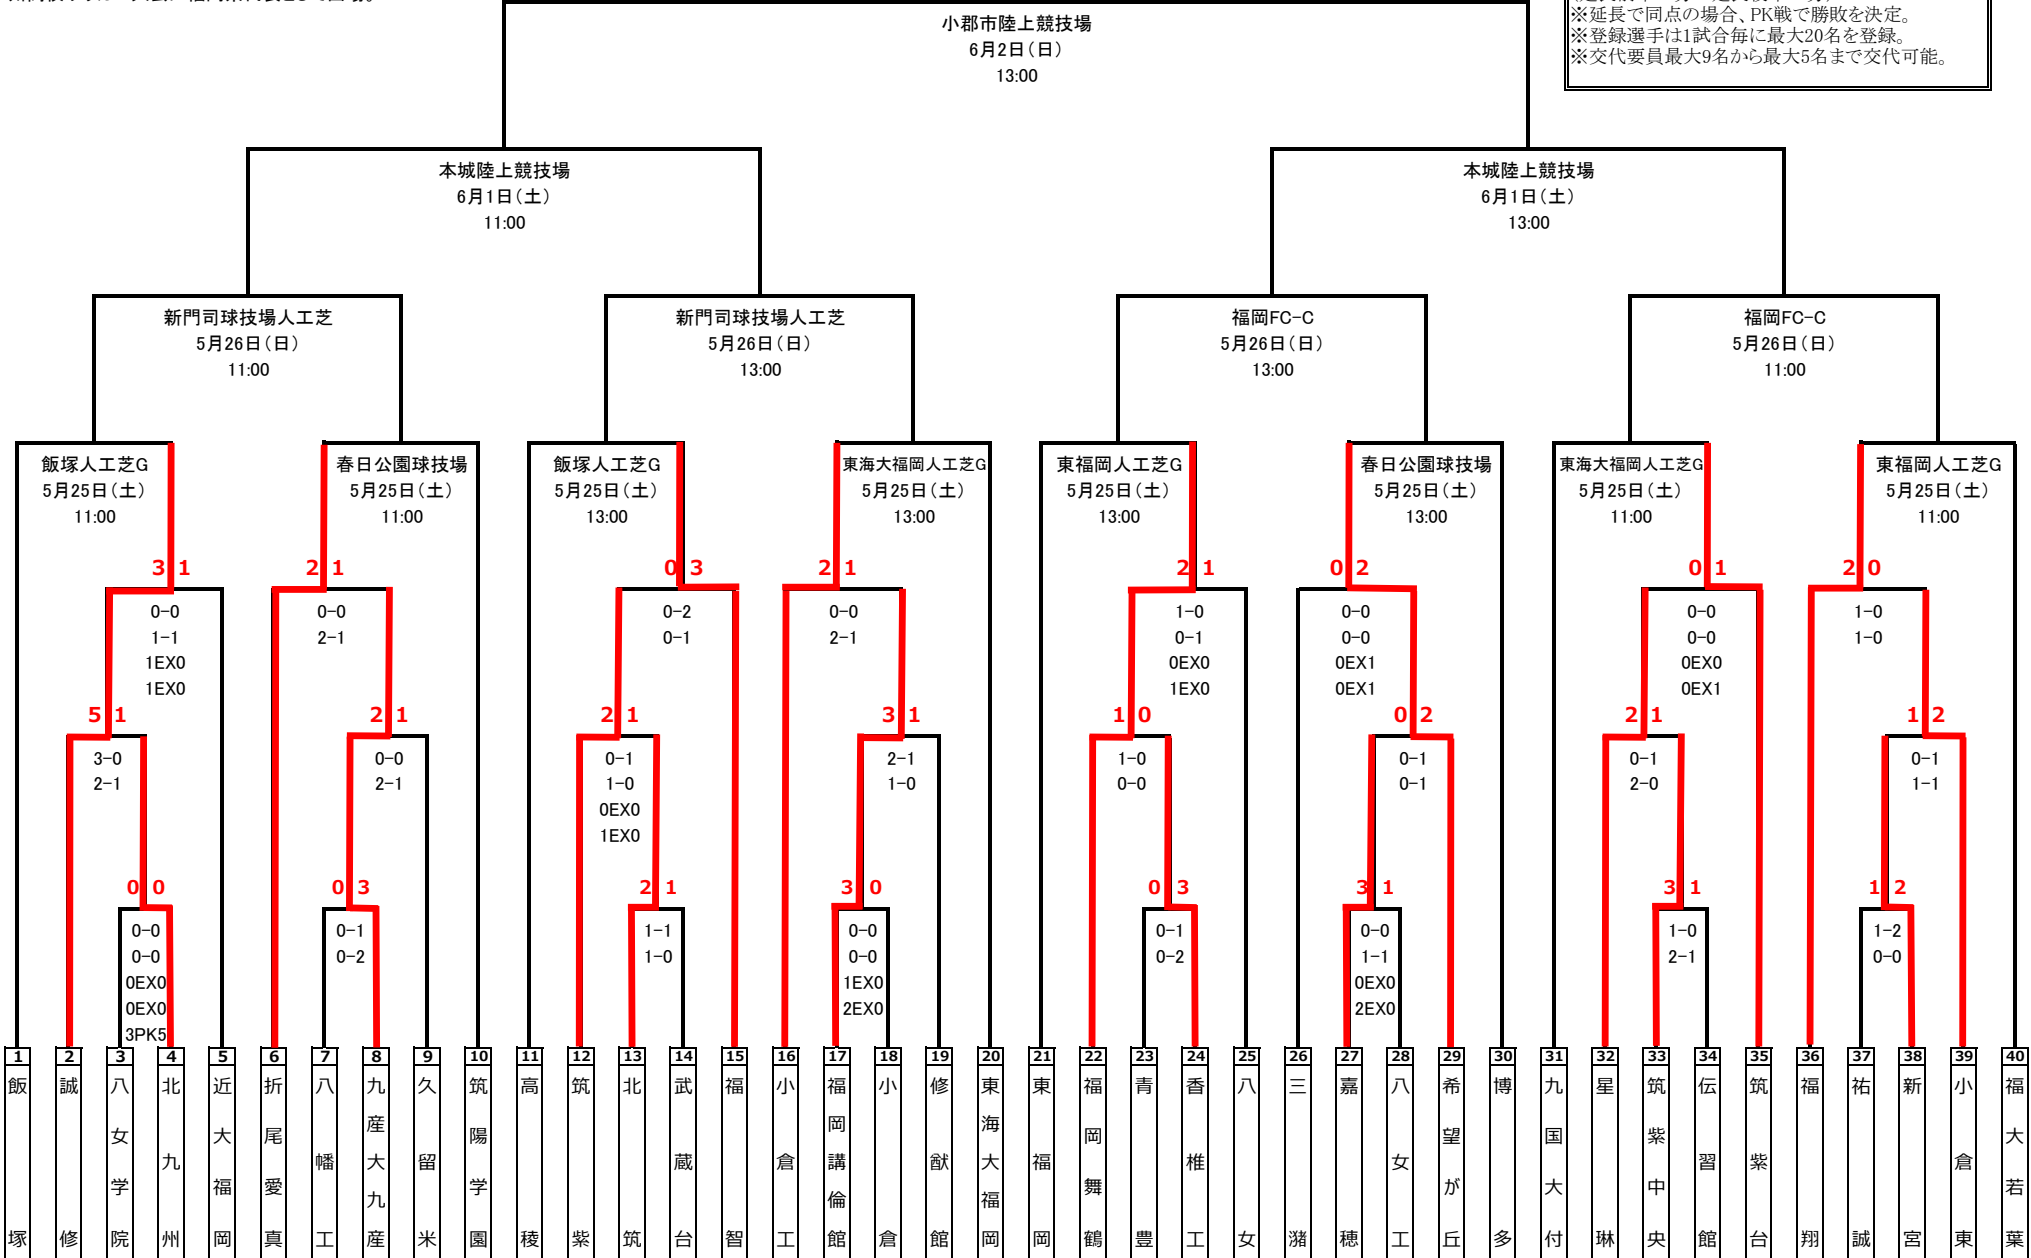 小郡市陸上競技場
6月2日(日)
13:00
※延長で同点の場合、PK戦で勝敗を決定。
※登録選手は1試合毎に最大20名を登録。
※交代要員最大9名から最大5名まで交代可能。
本城陸上競技場
6月1日(土)
11:00
本城陸上競技場
6月1日(土)
13:00
新門司球技場人工芝
5月26日(日)
11:00
新門司球技場人工芝
5月26日(日)
13:00
福岡FC-C
5月26日(日)
13:00
福岡FC-C
5月26日(日)
11:00
飯塚人工芝G
5月25日(土)
11:00
春日公園球技場
5月25日(土)
11:00
飯塚人工芝G
5月25日(土)
13:00
東海大福岡人工芝G
5月25日(土)
13:00
東福岡人工芝G
5月25日(土)
13:00
春日公園球技場
5月25日(土)
13:00
東海大福岡人工芝G
5月25日(土)
11:00
東福岡人工芝G
5月25日(土)
11:00
3 1
0-0
1-1
1EX0
1EX0
2 1
0-0
2-1
0 3
0-2
0-1
2 1
0-0
2-1
2 1
1-0
0-1
0EX0
1EX0
0 2
0-0
0-0
0EX1
0EX1
0 1
0-0
0-0
0EX0
0EX1
2 0
1-0
1-0
5 1
3-0
2-1
2 1
0-0
2-1
2 1
0-1
1-0
0EX0
1EX0
3 1
2-1
1-0
1 0
1-0
0-0
0 2
0-1
0-1
2 1
0-1
2-0
1 2
0-1
1-1
0 0
0-0
0-0
0EX0
0EX0
3PK5
0 3
0-1
0-2
2 1
1-1
1-0
3 0
0-0
0-0
1EX0
2EX0
0 3
0-1
0-2
3 1
0-0
1-1
0EX0
2EX0
3 1
1-0
2-1
1 2
1-2
0-0
1 飯塚
2 誠修
3 八女学院
4 北九州
5 近大福岡
6 折尾愛真
7 八幡工
8 九産大九産
9 久留米
10 筑陽学園
11 高稜
12 筑紫
13 北筑
14 武蔵台
15 福智
16 小倉工
17 福岡講倫館
18 小倉
19 修猷館
20 東海大福岡
21 東福岡
22 福岡舞鶴
23 青豊
24 香椎工
25 八女
26 三潴
27 嘉穂
28 八女工
29 希望が丘
30 博多
31 九国大付
32 星琳
33 筑紫中央
34 伝習館
35 筑紫台
36 福翔
37 祐誠
38 新宮
39 小倉東
40 福大若葉